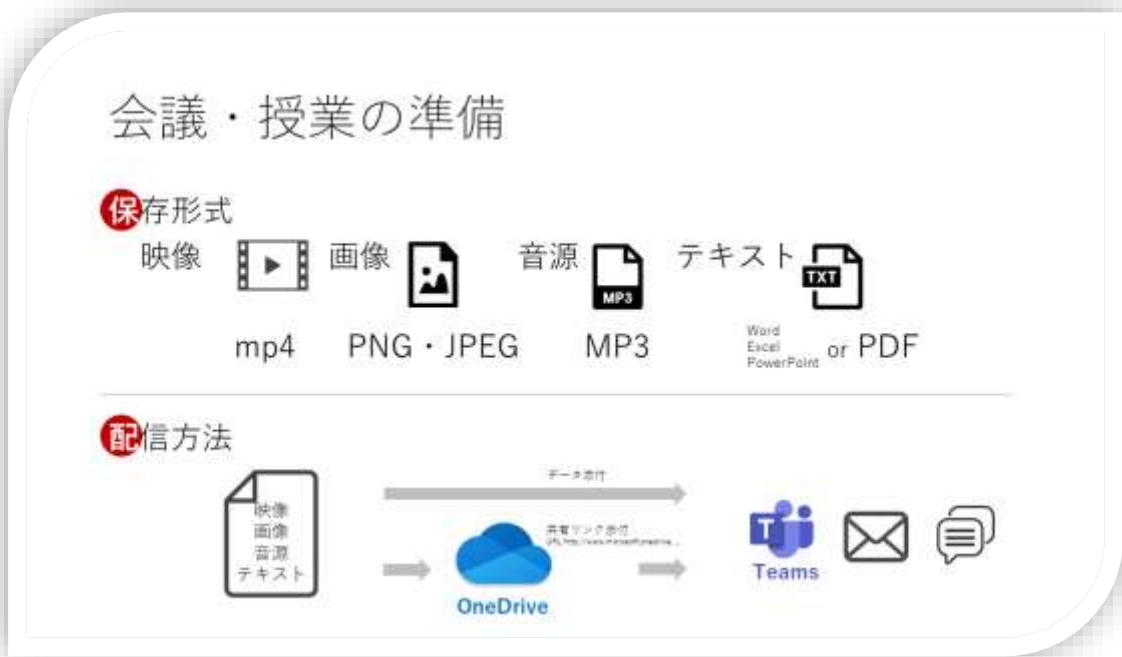 会議・授業の準備
保存形式
映像 画像 音源 テキスト
MP3 TXT
mp4 PNG・JPEG MP3 Word Excel PowerPoint or PDF
配信方法
データ添付
映像
画像
音源
テキスト
共有リンク添付
Teams
OneDrive